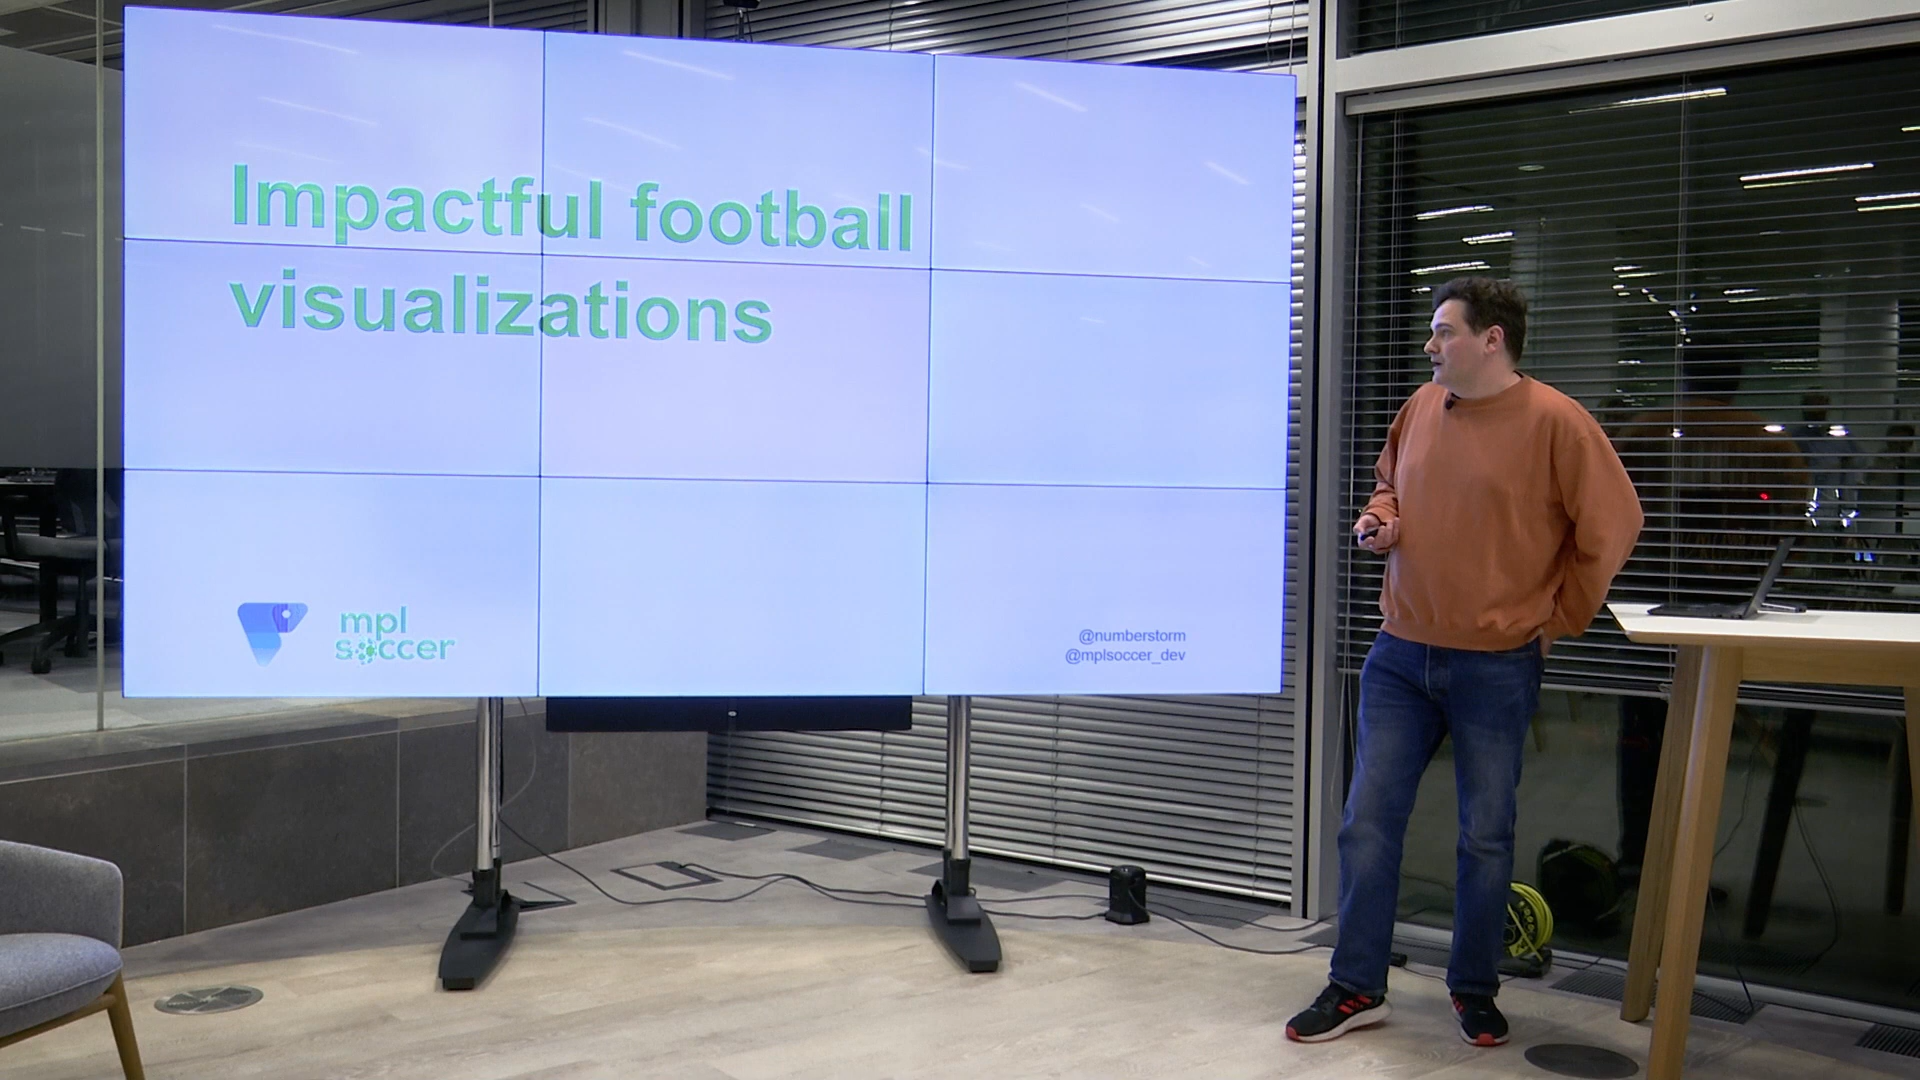 Impactful football
visualizations
mpl
soccer
@numberstorm
@mplsoccer_dev